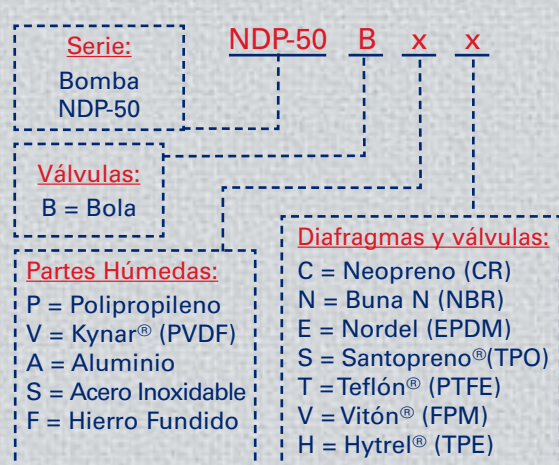 NDP-50 B x x
Serie:
Bomba
NDP-50
Válvulas:
B = Bola
Partes Húmedas:
P = Polipropileno
V = Kynar® (PVDF)
A = Aluminio
S = Acero Inoxidable
F = Hierro Fundido
Diafragmas y válvulas:
C = Neopreno (CR)
N = Buna N (NBR)
E = Nordel (EPDM)
S = Santopreno®(TPO)
T =Teflón® (PTFE)
V = Vitón® (FPM)
H = Hytrel® (TPE)